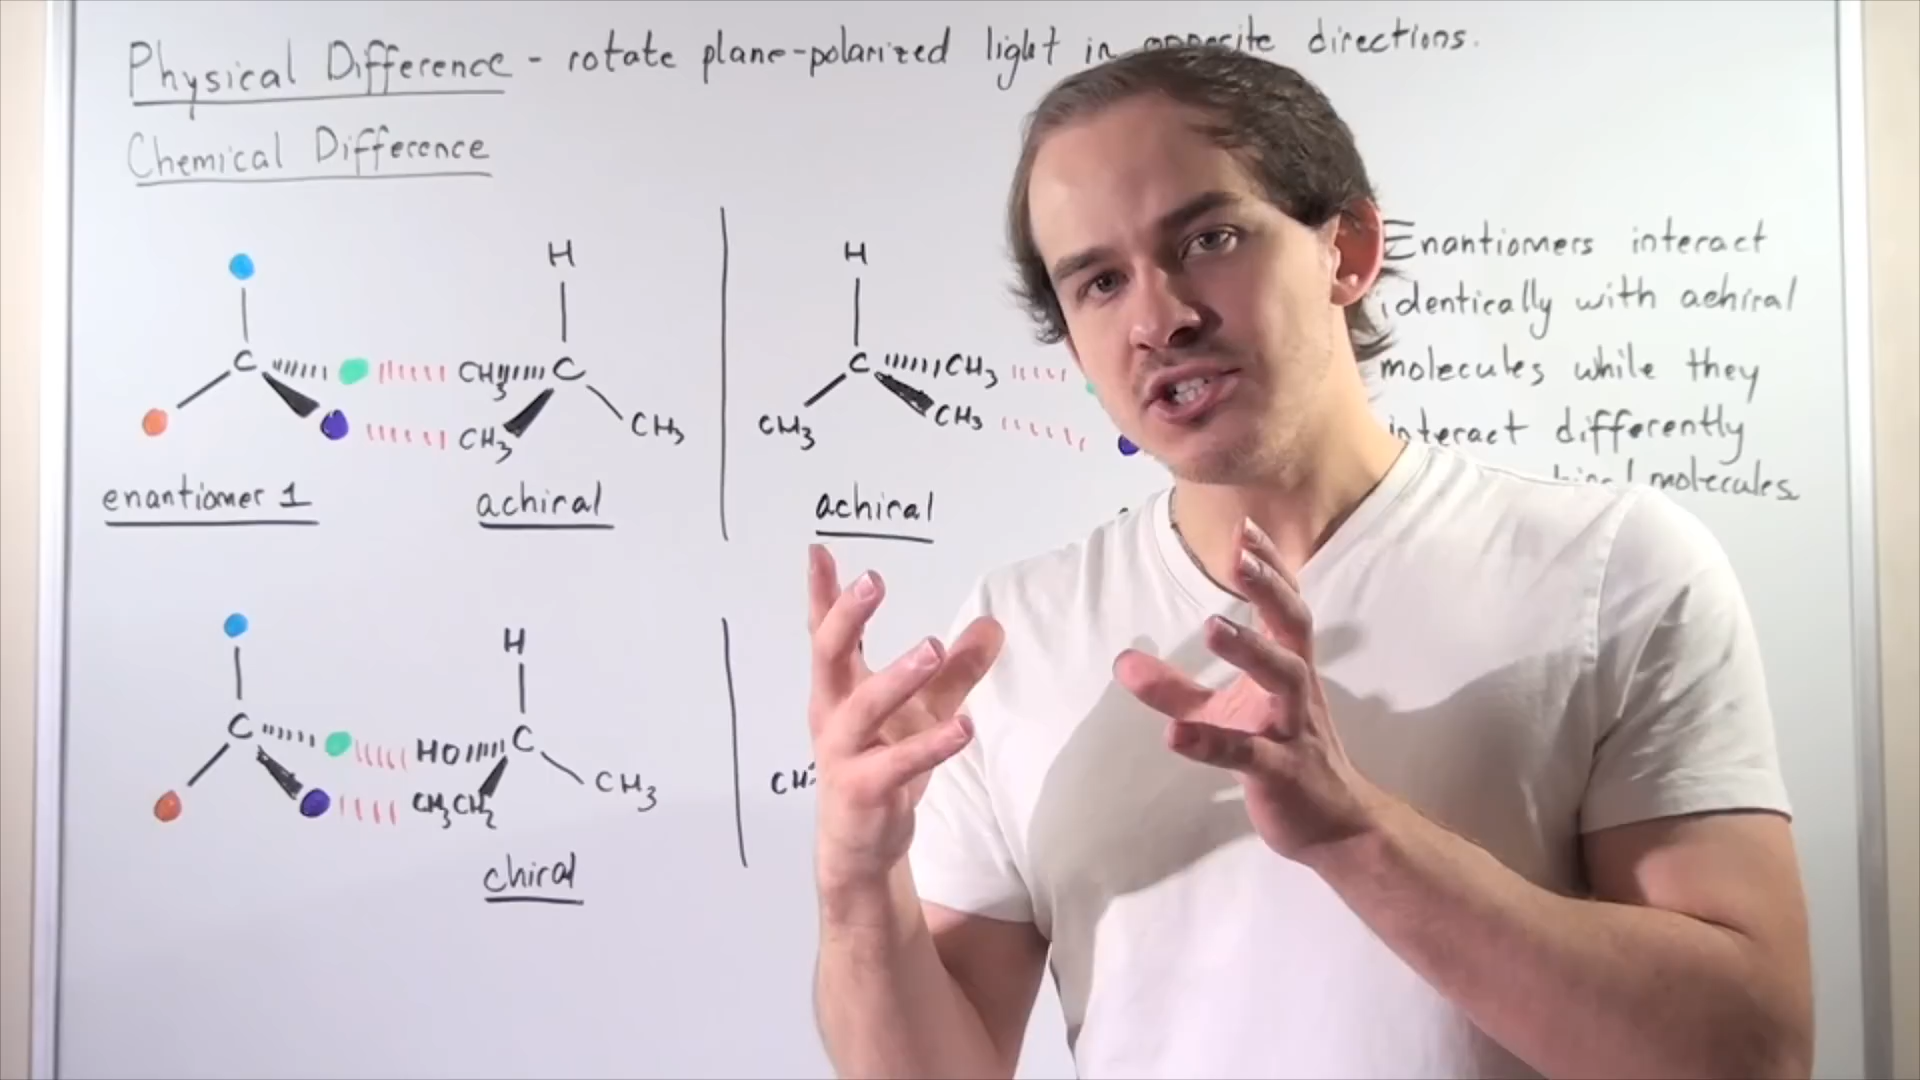 Physical Difference - rotate plane-polarized light in opposite directions.
Chemical Difference
H
C
CH3
C
CH3
CH3
enantiomer 1
achiral
H
C
CH3
CH3
CH3
achiral
Enantiomers interact
identically with achiral
molecules while they
interact differently
molecules
H
C
HO
C
CH3CH2
CH3
chiral